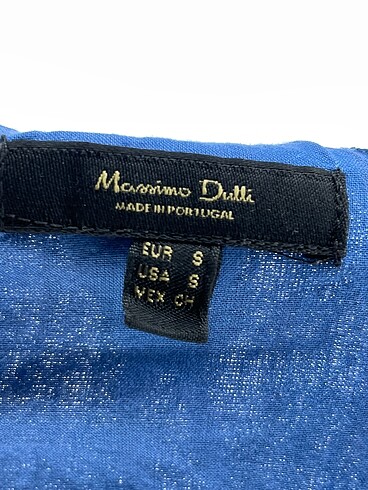 Massimo Dutti
MADE IN PORTUGAL
EUR S
USA S
MEX CH